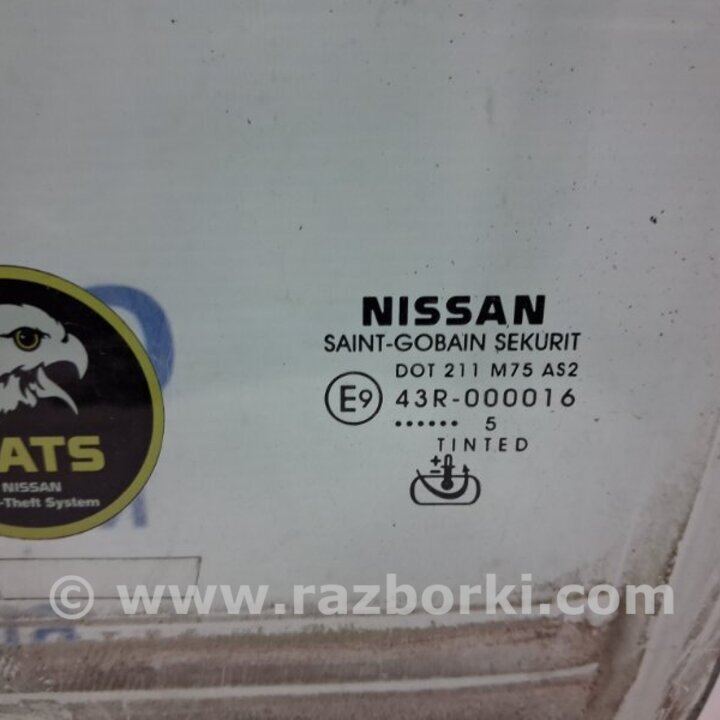 NISSAN
SAINT-GOBAIN SEKURIT
DOT 211 M75 AS2
E9 43R-000016
...... 5
TINTED
ATS
NISSAN
-Theft System
© www.razborki.com